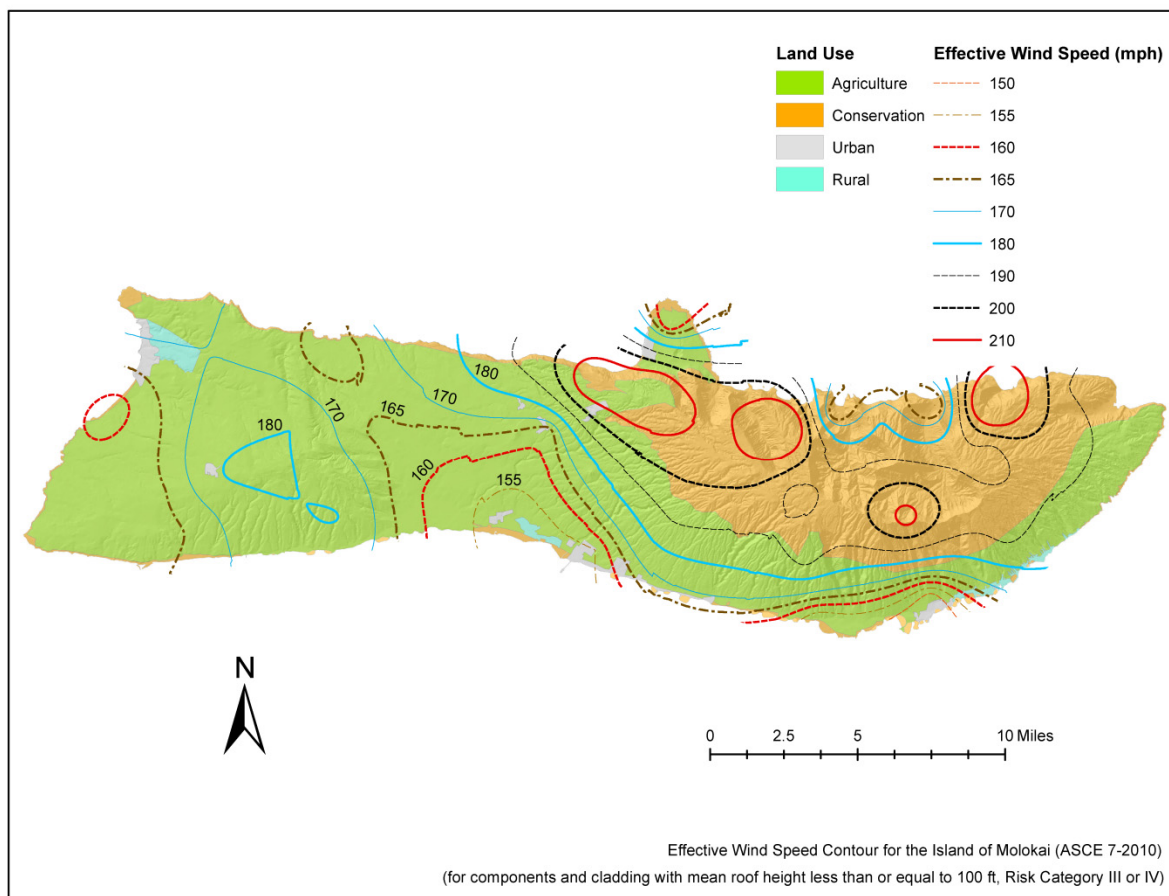 Land Use
Agriculture
Conservation
Urban
Rural
Effective Wind Speed (mph)
150
155
160
165
170
180
190
200
210
180
170
165
170
180
160
155
N
0 2.5 5 10 Miles
Effective Wind Speed Contour for the Island of Molokai (ASCE 7-2010)
(for components and cladding with mean roof height less than or equal to 100 ft, Risk Category III or IV)